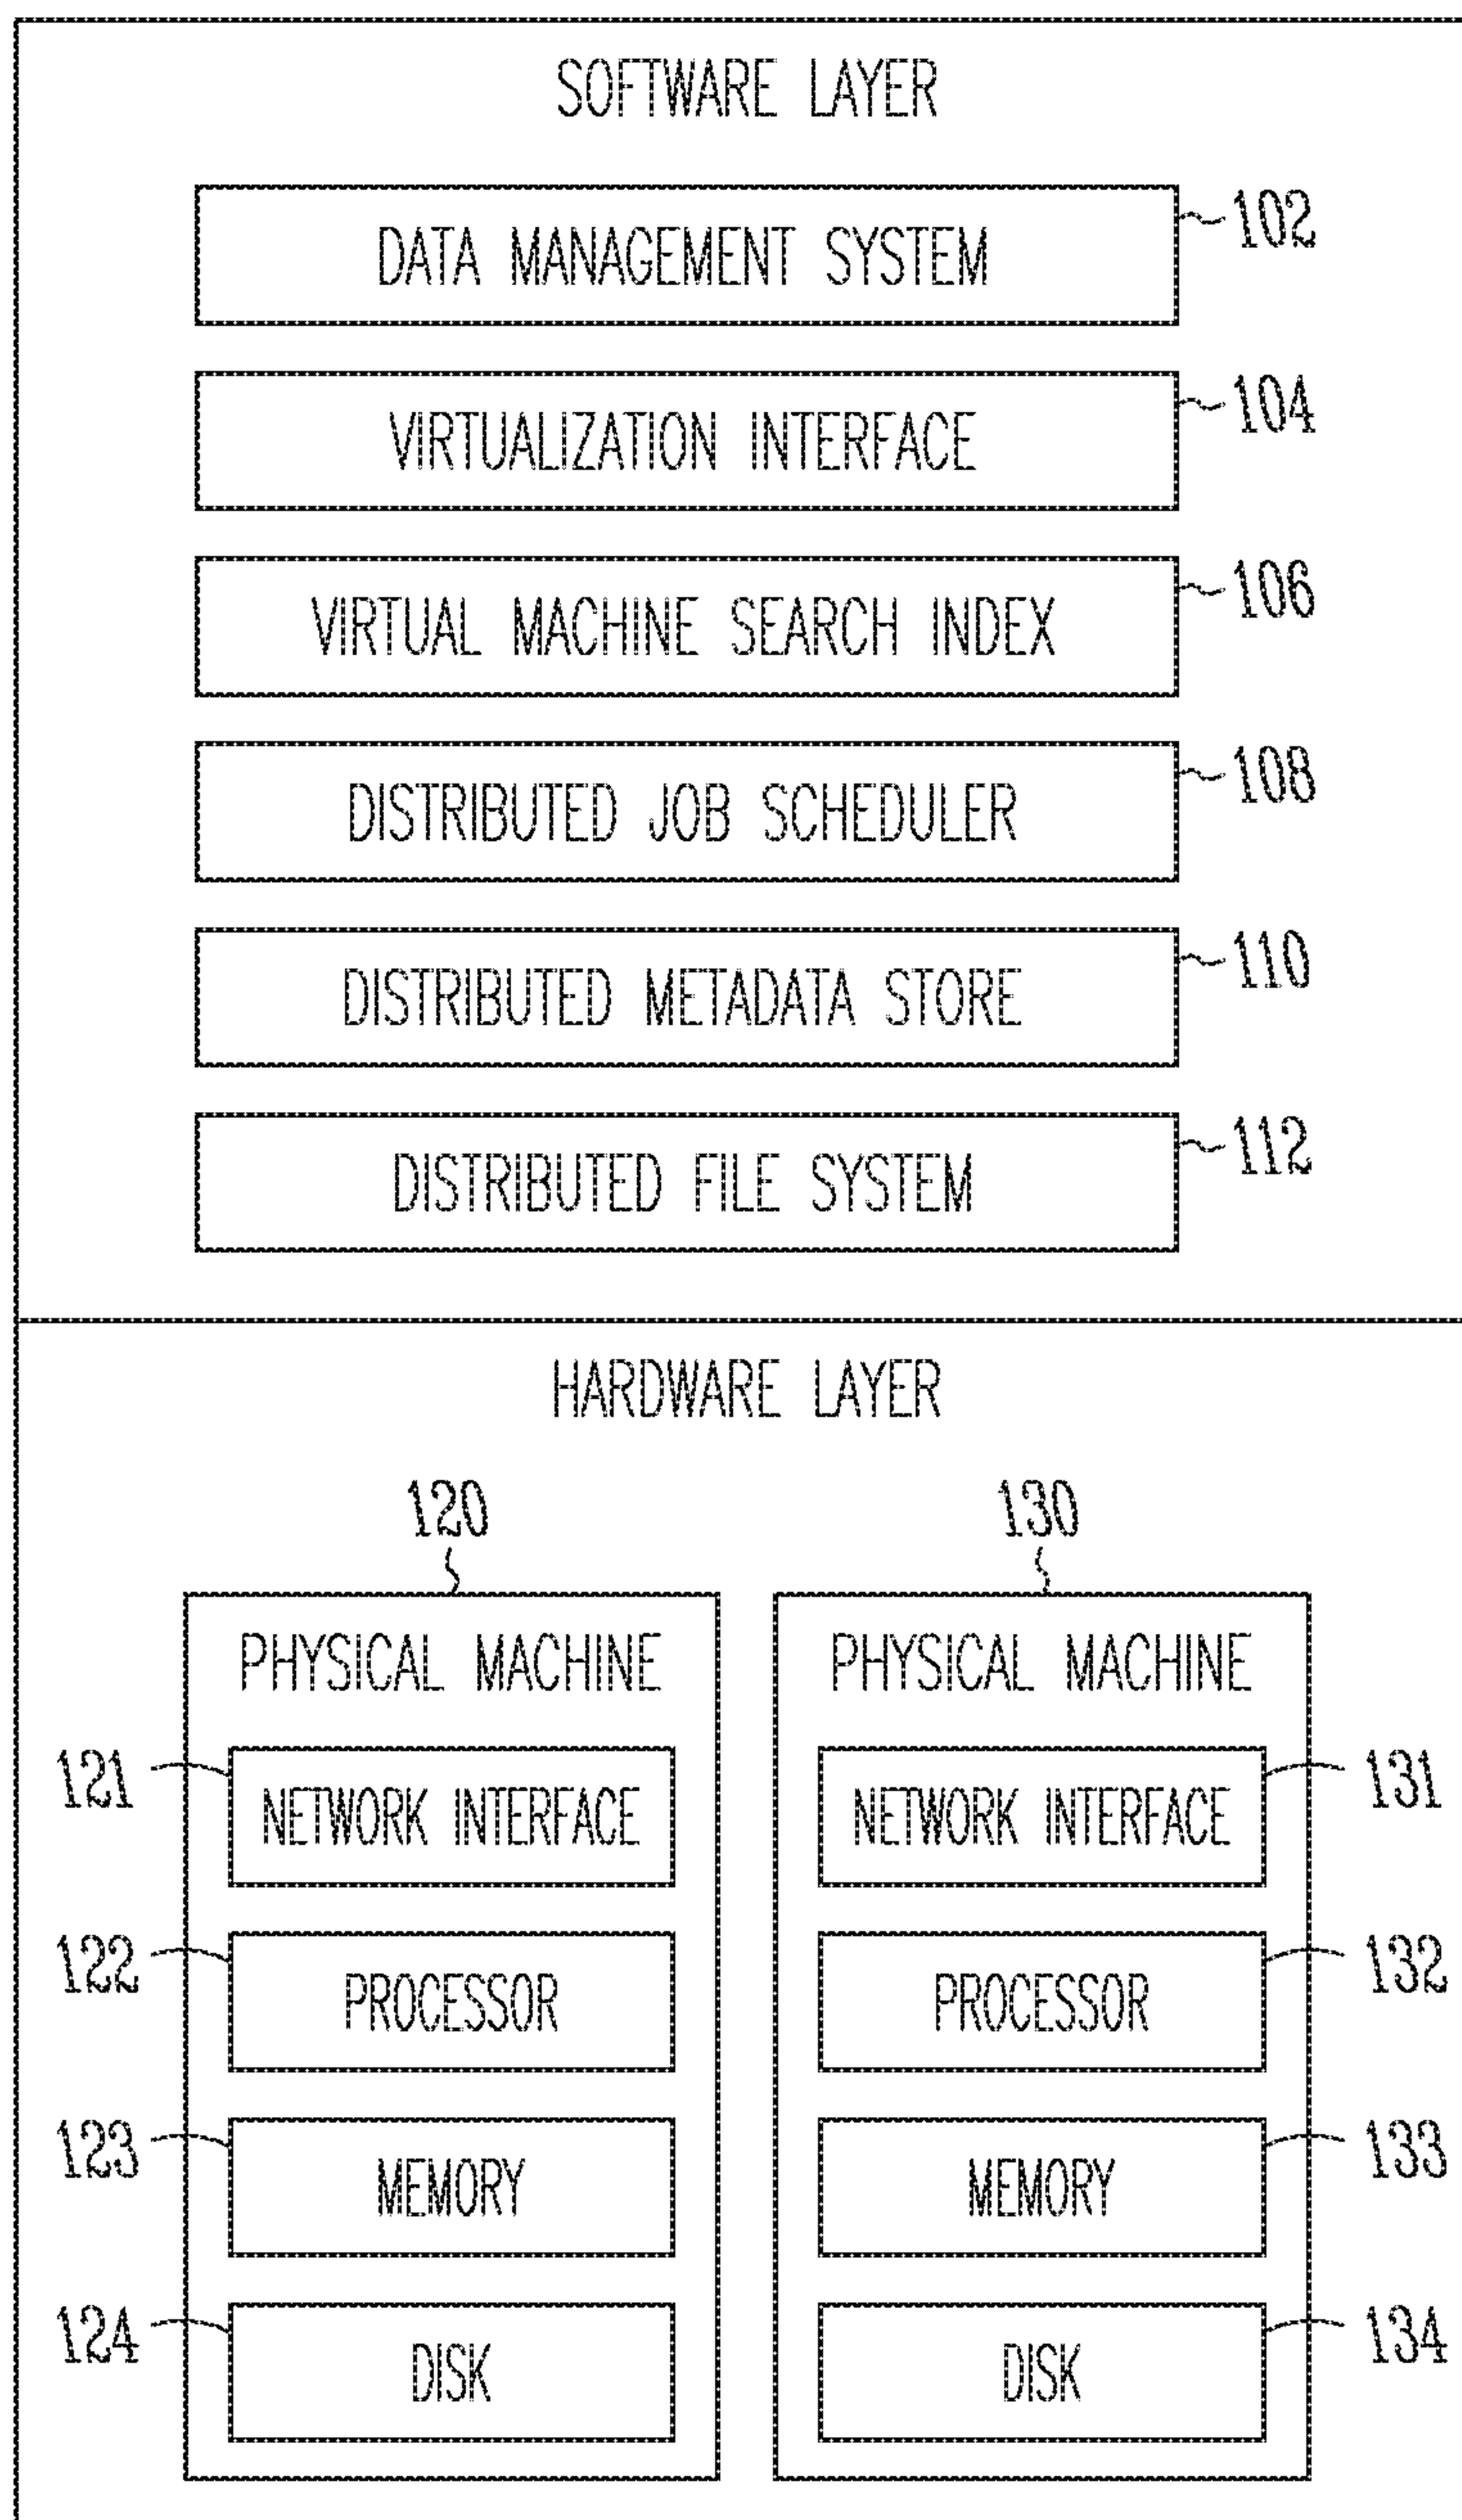 SOFTWARE LAYER
DATA MANAGEMENT SYSTEM
102
VIRTUALIZATION INTERFACE
104
VIRTUAL MACHINE SEARCH INDEX
106
DISTRIBUTED JOB SCHEDULER
108
DISTRIBUTED METADATA STORE
110
DISTRIBUTED FILE SYSTEM
112
HARDWARE LAYER
120
130
PHYSICAL MACHINE
PHYSICAL MACHINE
121
NETWORK INTERFACE
NETWORK INTERFACE
131
122
PROCESSOR
PROCESSOR
132
123
MEMORY
MEMORY
133
124
DISK
DISK
134